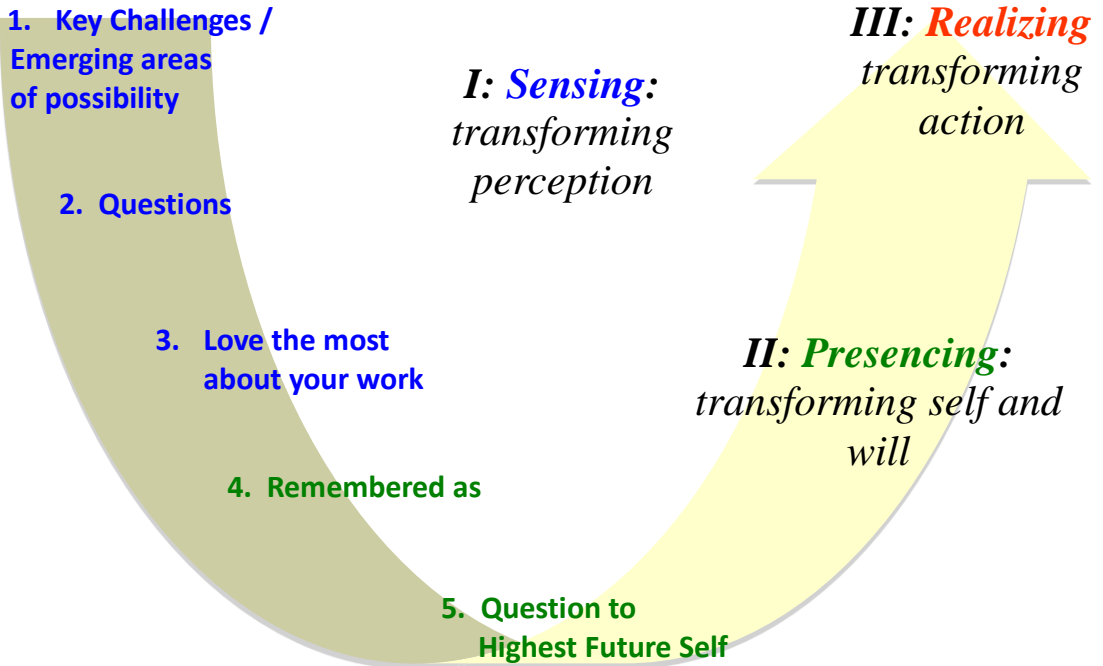 1. Key Challenges /
Emerging areas
of possibility
2. Questions
3. Love the most
about your work
4. Remembered as
5. Question to
Highest Future Self
I: Sensing:
transforming
perception
II: Presencing:
transforming self and
will
III: Realizing
transforming
action